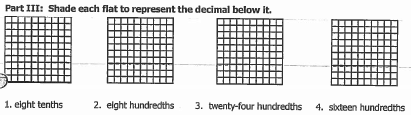 Part III: Shade each flat to represent the decimal below it.
1. eight tenths 2. eight hundredths 3. twenty-four hundredths 4. sixteen hundredths